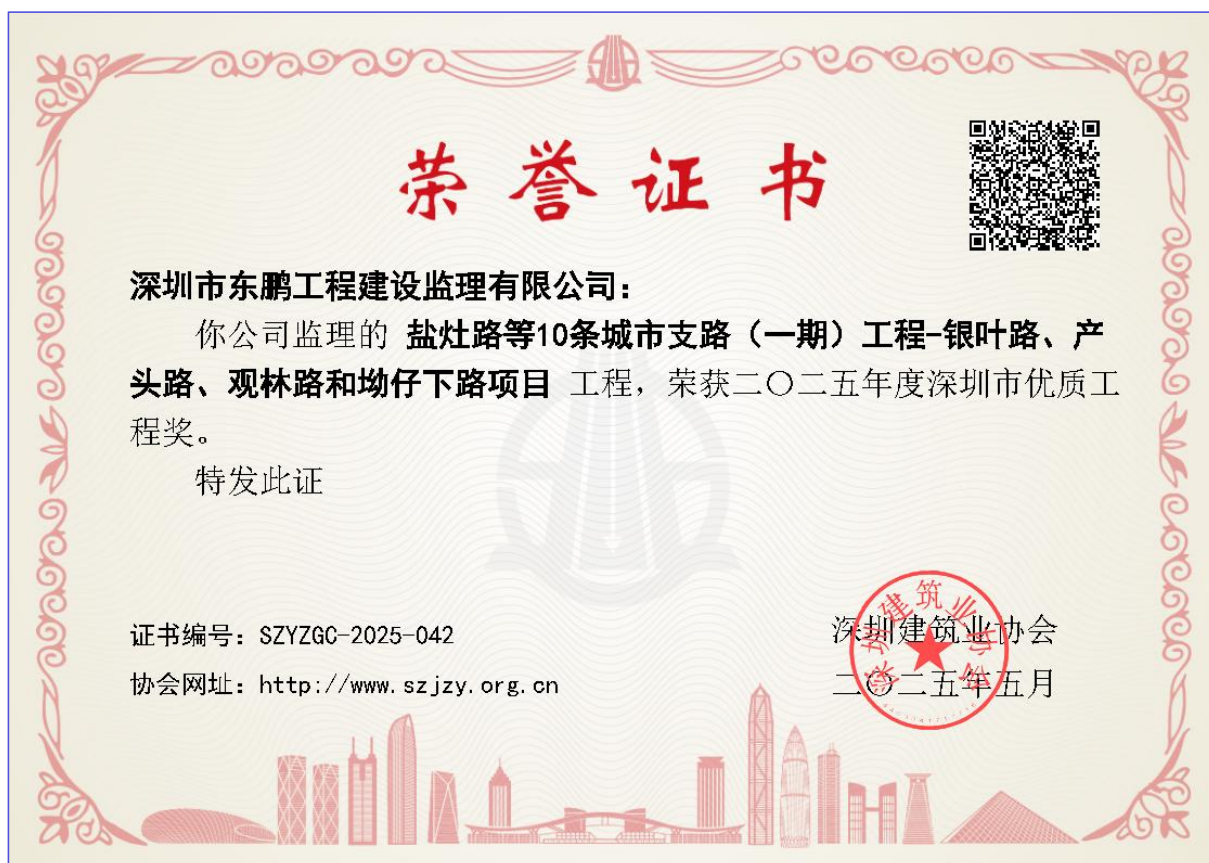 荣誉证书
深圳市东鹏工程建设监理有限公司：
你公司监理的 盐灶路等10条城市支路（一期）工程-银叶路、产
头路、观林路和坳仔下路项目 工程，荣获二〇二五年度深圳市优质工
程奖。
特发此证
证书编号：SZYZGC-2025-042
深圳建筑业协会
协会网址：http://www.szjzy.org.cn
二〇二五年五月
深圳建筑业协会